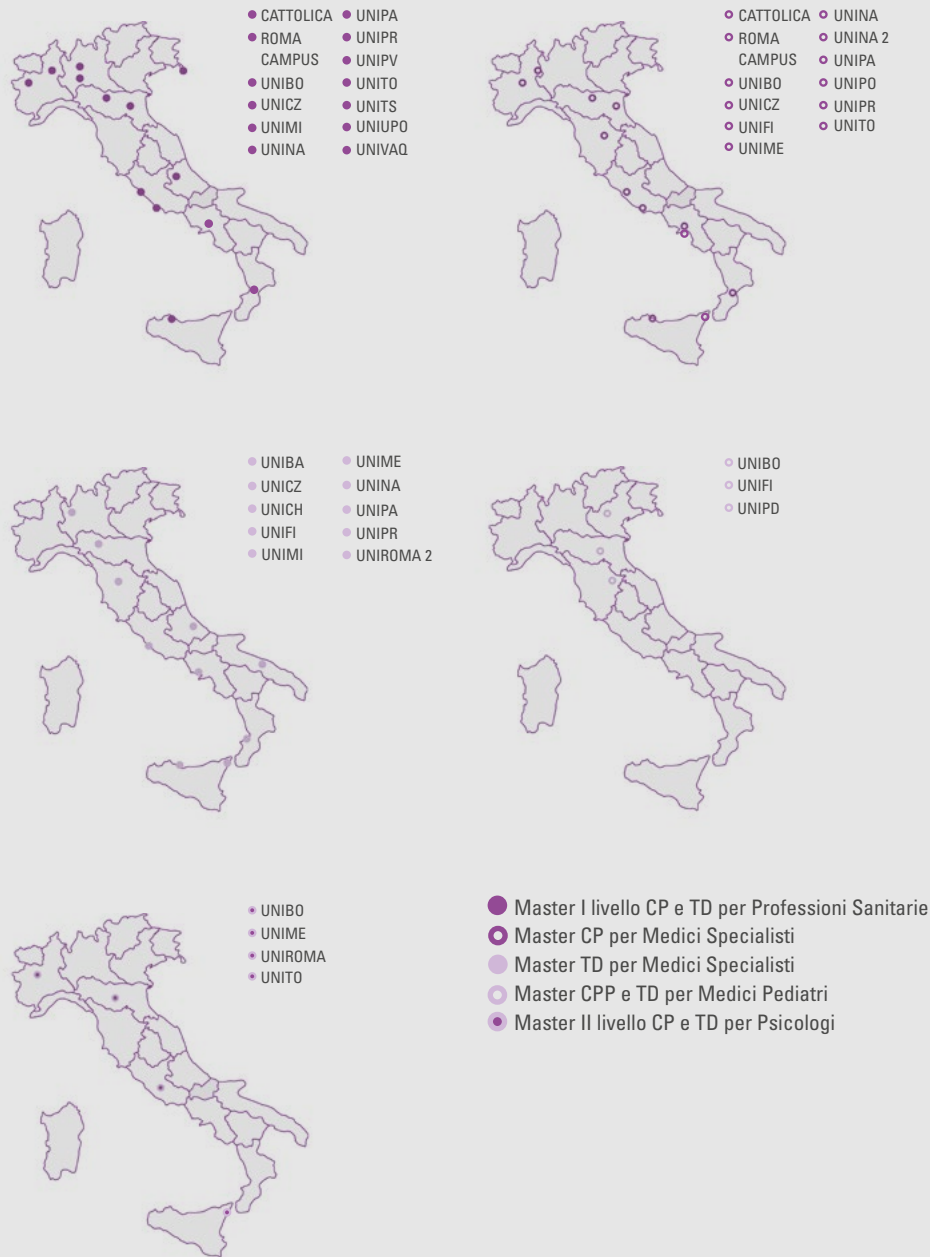 CATTOLICA
ROMA
CAMPUS
UNIBO
UNICZ
UNIMI
UNINA
UNIPA
UNIPR
UNIPV
UNITO
UNITS
UNIUPO
UNIVAQ
CATTOLICA
ROMA
CAMPUS
UNIBO
UNICZ
UNIFI
UNIME
UNINA
UNINA 2
UNIPA
UNIPO
UNIPR
UNITO
UNIBA
UNICZ
UNICH
UNIFI
UNIMI
UNIME
UNINA
UNIPA
UNIPR
UNIROMA 2
UNIBO
UNIFI
UNIPD
UNIBO
UNIME
UNIROMA
UNITO
Master I livello CP e TD per Professioni Sanitarie
Master CP per Medici Specialisti
Master TD per Medici Specialisti
Master CPP e TD per Medici Pediatri
Master II livello CP e TD per Psicologi